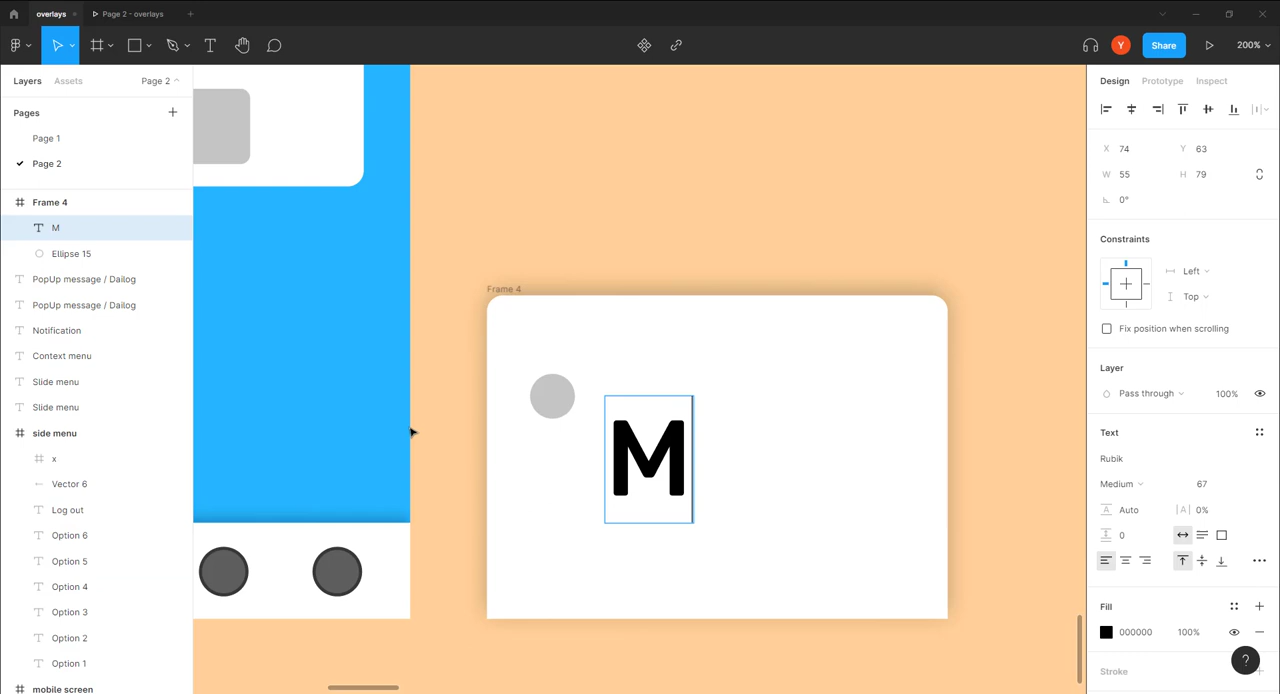 overlays
Page 2 - overlays
Y
Share
200%
Layers
Assets
Page 2
Pages
Page 1
Page 2
Frame 4
M
Ellipse 15
PopUp message / Dailog
PopUp message / Dailog
Notification
Context menu
Slide menu
Slide menu
side menu
x
Vector 6
Log out
Option 6
Option 5
Option 4
Option 3
Option 2
Option 1
mobile screen
Frame 4
M
Design
Prototype
Inspect
X 74
Y 63
W 55
H 79
0°
Constraints
Left
Top
Fix position when scrolling
Layer
Pass through
100%
Text
Rubik
Medium
67
Auto
|A| 0%
0
Fill
000000
100%
?
Stroke